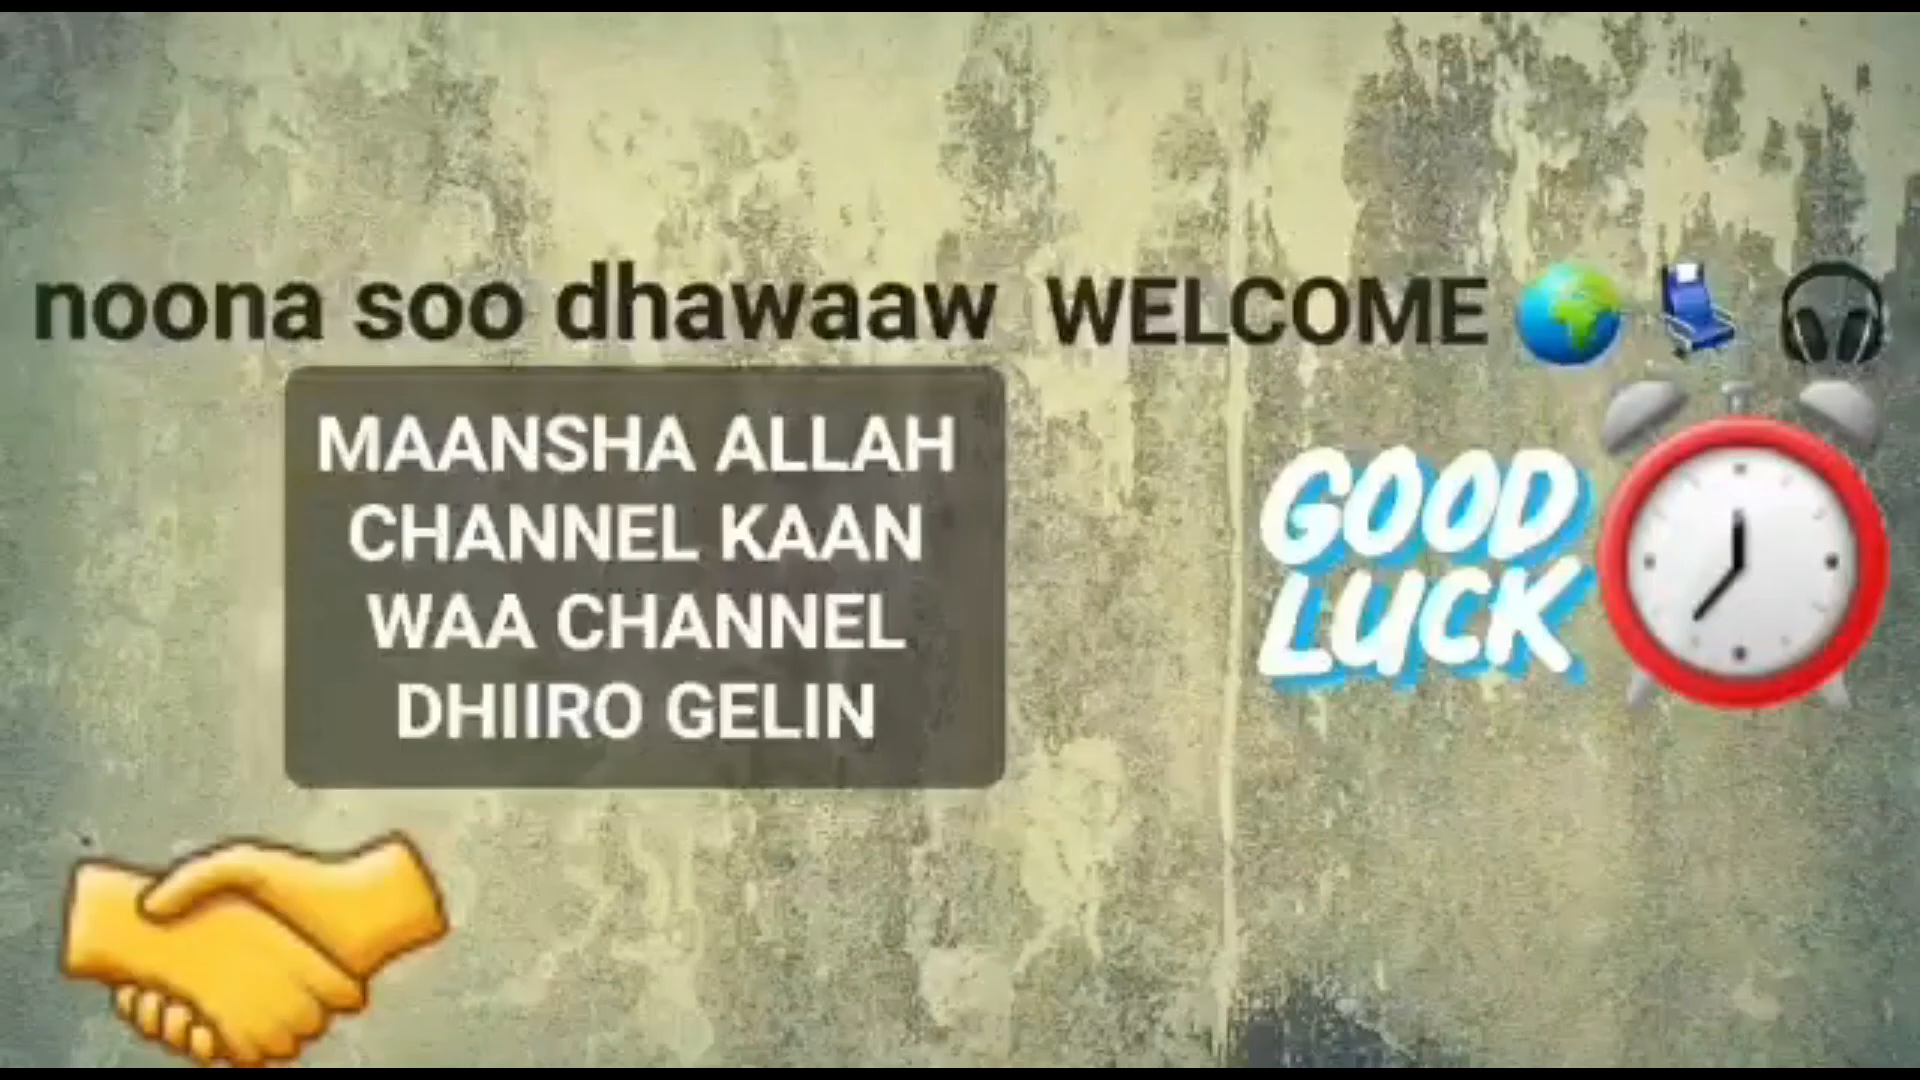 noona soo dhawaaw WELCOME
MAANSHA ALLAH
CHANNEL KAAN
WAA CHANNEL
DHIIRO GELIN
GOOD
LUCK